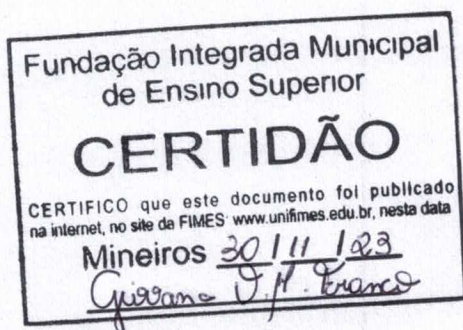 Fundação Integrada Municipal
de Ensino Superior
CERTIDÃO
CERTIFICO que este documento foi publicado
na internet, no site da FIMES: www.unifimes.edu.br, nesta data
Mineiros 30/11/23
Franco